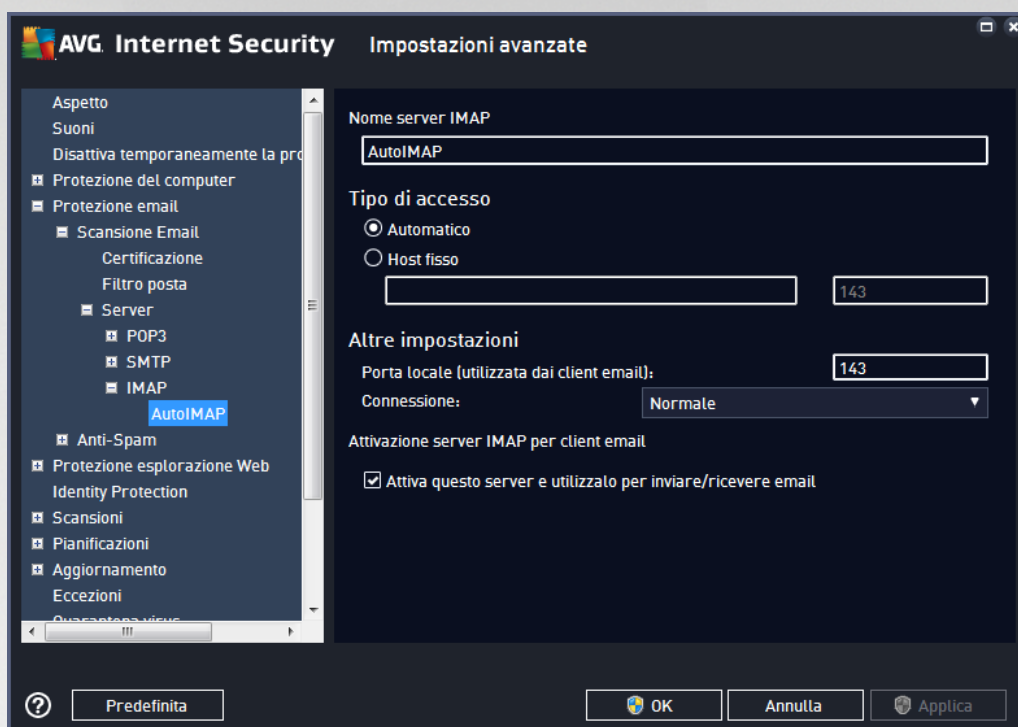 AVG. Internet Security
Impostazioni avanzate
Aspetto
Suoni
Disattiva temporaneamente la pro
Protezione del computer
Protezione email
Scansione Email
Certificazione
Filtro posta
Server
POP3
SMTP
IMAP
AutoIMAP
Anti-Spam
Protezione esplorazione Web
Identity Protection
Scansioni
Pianificazioni
Aggiornamento
Eccezioni
Quarantena virus
Nome server IMAP
AutoIMAP
Tipo di accesso
Automatico
Host fisso
143
Altre impostazioni
Porta locale (utilizzata dai client email):
143
Connessione:
Normale
Attivazione server IMAP per client email
Attiva questo server e utilizzalo per inviare/ricevere email
Predefinita
OK
Annulla
Applica